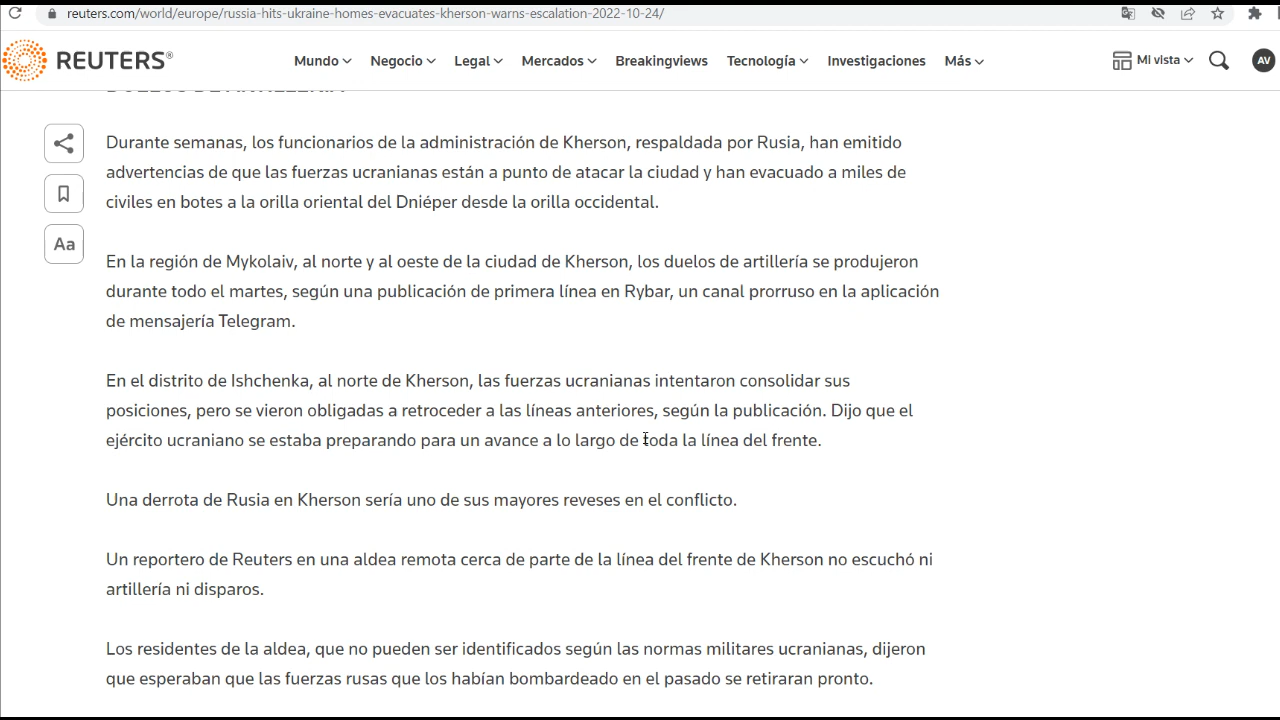 reuters.com/world/europe/russia-hits-ukraine-homes-evacuates-kherson-warns-escalation-2022-10-24/
REUTERS®
Mundo Negocio Legal Mercados Breakingviews Tecnología Investigaciones Más Mi vista AV
Durante semanas, los funcionarios de la administración de Kherson, respaldada por Rusia, han emitido
advertencias de que las fuerzas ucranianas están a punto de atacar la ciudad y han evacuado a miles de
civiles en botes a la orilla oriental del Dniéper desde la orilla occidental.
Aa
En la región de Mykolaiv, al norte y al oeste de la ciudad de Kherson, los duelos de artillería se produjeron
durante todo el martes, según una publicación de primera línea en Rybar, un canal prorruso en la aplicación
de mensajería Telegram.
En el distrito de Ishchenka, al norte de Kherson, las fuerzas ucranianas intentaron consolidar sus
posiciones, pero se vieron obligadas a retroceder a las líneas anteriores, según la publicación. Dijo que el
ejército ucraniano se estaba preparando para un avance a lo largo de toda la línea del frente.
Una derrota de Rusia en Kherson sería uno de sus mayores reveses en el conflicto.
Un reportero de Reuters en una aldea remota cerca de parte de la línea del frente de Kherson no escuchó ni
artillería ni disparos.
Los residentes de la aldea, que no pueden ser identificados según las normas militares ucranianas, dijeron
que esperaban que las fuerzas rusas que los habían bombardeado en el pasado se retiraran pronto.